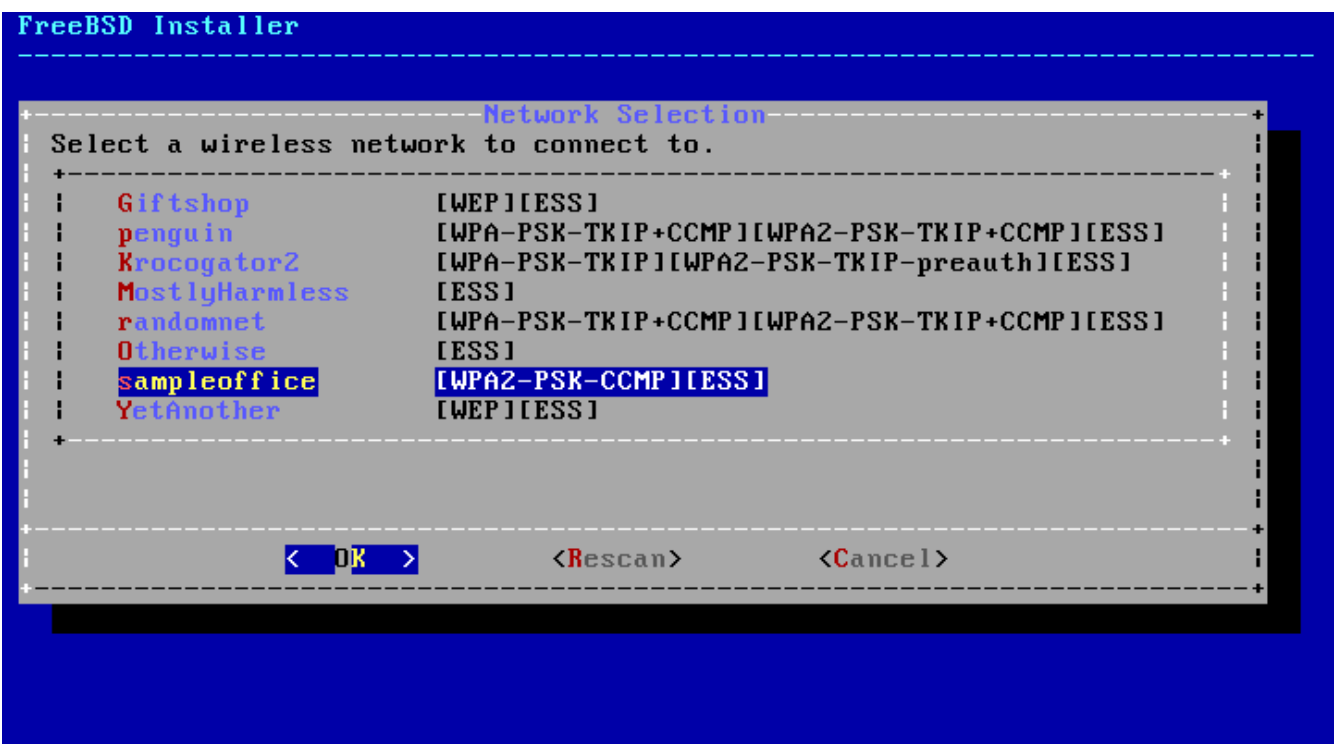 FreeBSD Installer
Network Selection
Select a wireless network to connect to.
Giftshop [WEP][ESS]
penguin [WPA-PSK-TKIP+CCMP][WPA2-PSK-TKIP+CCMP][ESS]
Krocogator2 [WPA-PSK-TKIP][WPA2-PSK-TKIP-preauth][ESS]
MostlyHarmless [ESS]
randomnet [WPA-PSK-TKIP+CCMP][WPA2-PSK-TKIP+CCMP][ESS]
Otherwise [ESS]
sampleoffice [WPA2-PSK-CCMP][ESS]
YetAnother [WEP][ESS]
< OK > <Rescan> <Cancel>